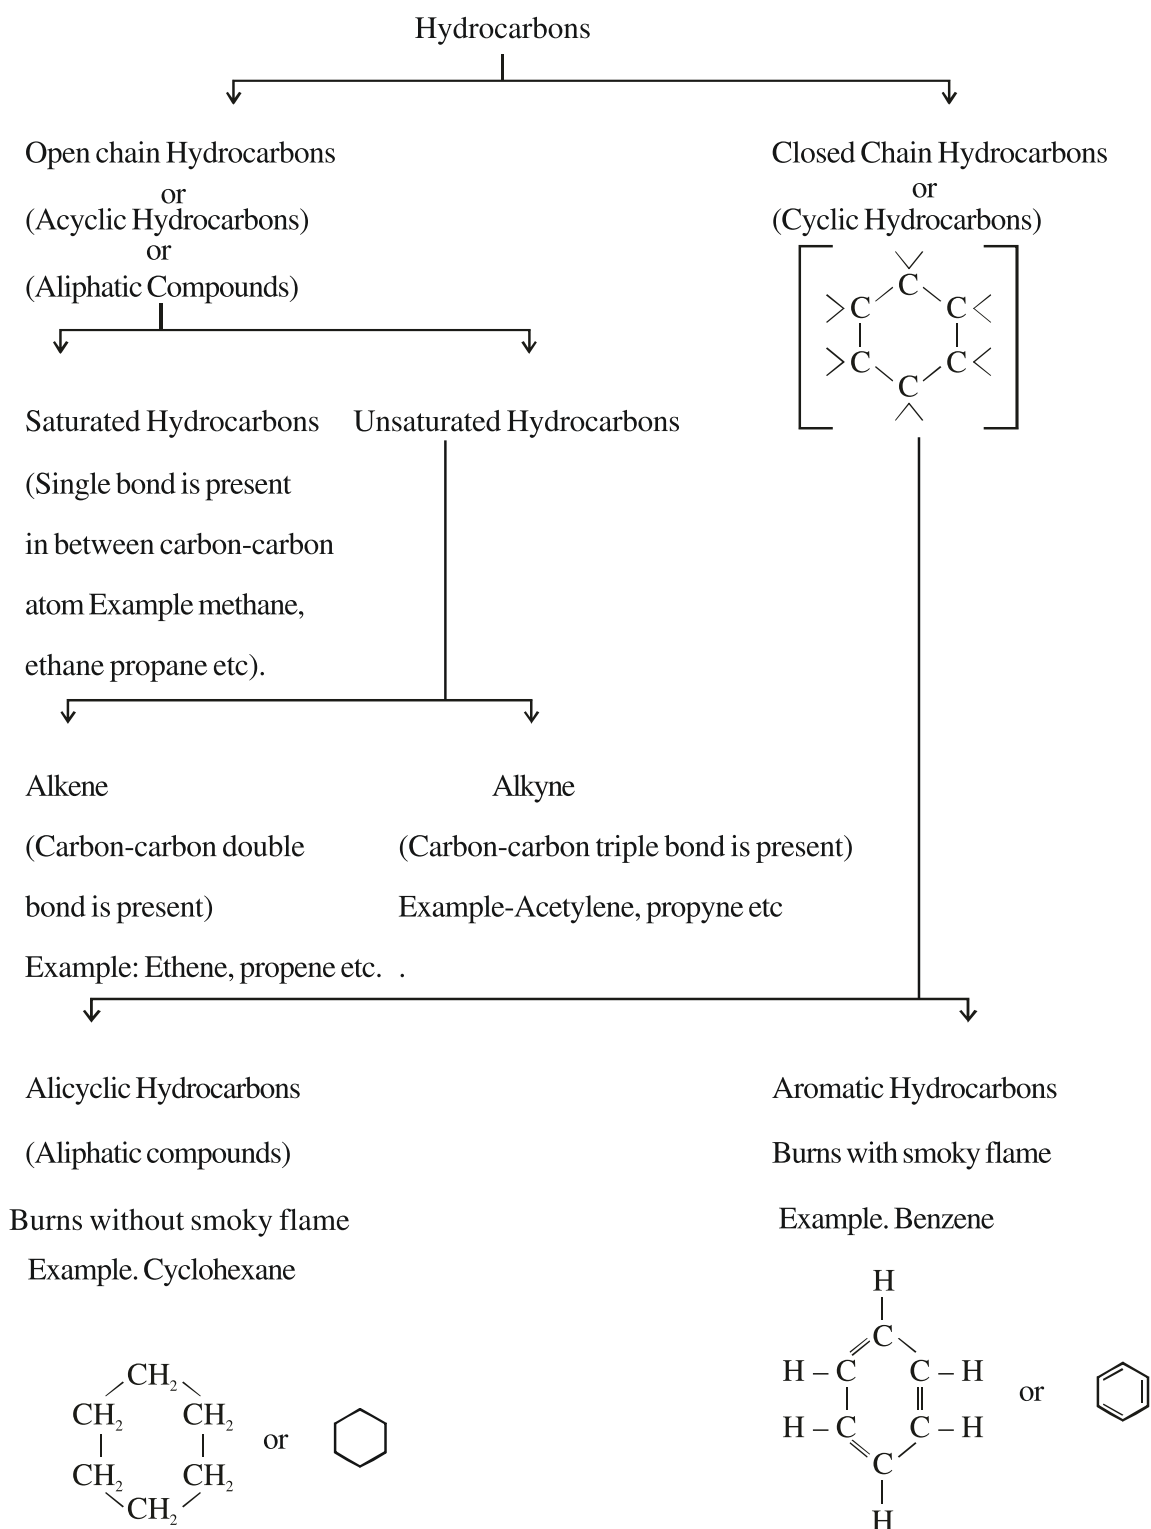 Hydrocarbons
Open chain Hydrocarbons
or
(Acyclic Hydrocarbons)
or
(Aliphatic Compounds)
Closed Chain Hydrocarbons
or
(Cyclic Hydrocarbons)
C
C C
C C
C
Saturated Hydrocarbons
(Single bond is present
in between carbon-carbon
atom Example methane,
ethane propane etc).
Unsaturated Hydrocarbons
Alkene
(Carbon-carbon double
bond is present)
Example: Ethene, propene etc. .
Alkyne
(Carbon-carbon triple bond is present)
Example-Acetylene, propyne etc
Alicyclic Hydrocarbons
(Aliphatic compounds)
Burns without smoky flame
Example. Cyclohexane
CH₂
CH₂ CH₂
or
CH₂ CH₂
CH₂
Aromatic Hydrocarbons
Burns with smoky flame
Example. Benzene
H
C
H – C C – H
or
H – C C – H
C
H